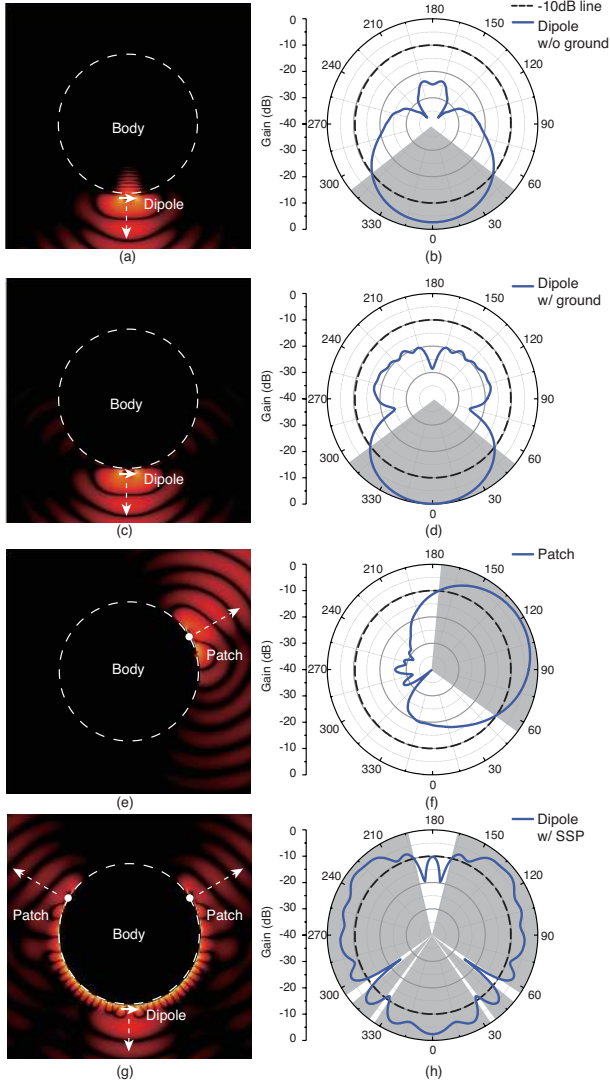 Body
Dipole
(a)
-10dB line
Dipole
w/o ground
0
-10
-20
-30
-40
-30
-20
-10
0
Gain (dB)
180
150
120
90
60
30
0
330
300
270
240
210
(b)
Body
Dipole
(c)
Dipole
w/ ground
0
-10
-20
-30
-40
-30
-20
-10
0
Gain (dB)
180
150
120
90
60
30
0
330
300
270
240
210
(d)
Body
Patch
(e)
Patch
0
-10
-20
-30
-40
-30
-20
-10
0
Gain (dB)
180
150
120
90
60
30
0
330
300
270
240
210
(f)
Patch
Patch
Body
Dipole
(g)
Dipole
w/ SSP
0
-10
-20
-30
-40
-30
-20
-10
0
Gain (dB)
180
150
120
90
60
30
0
330
300
270
240
210
(h)